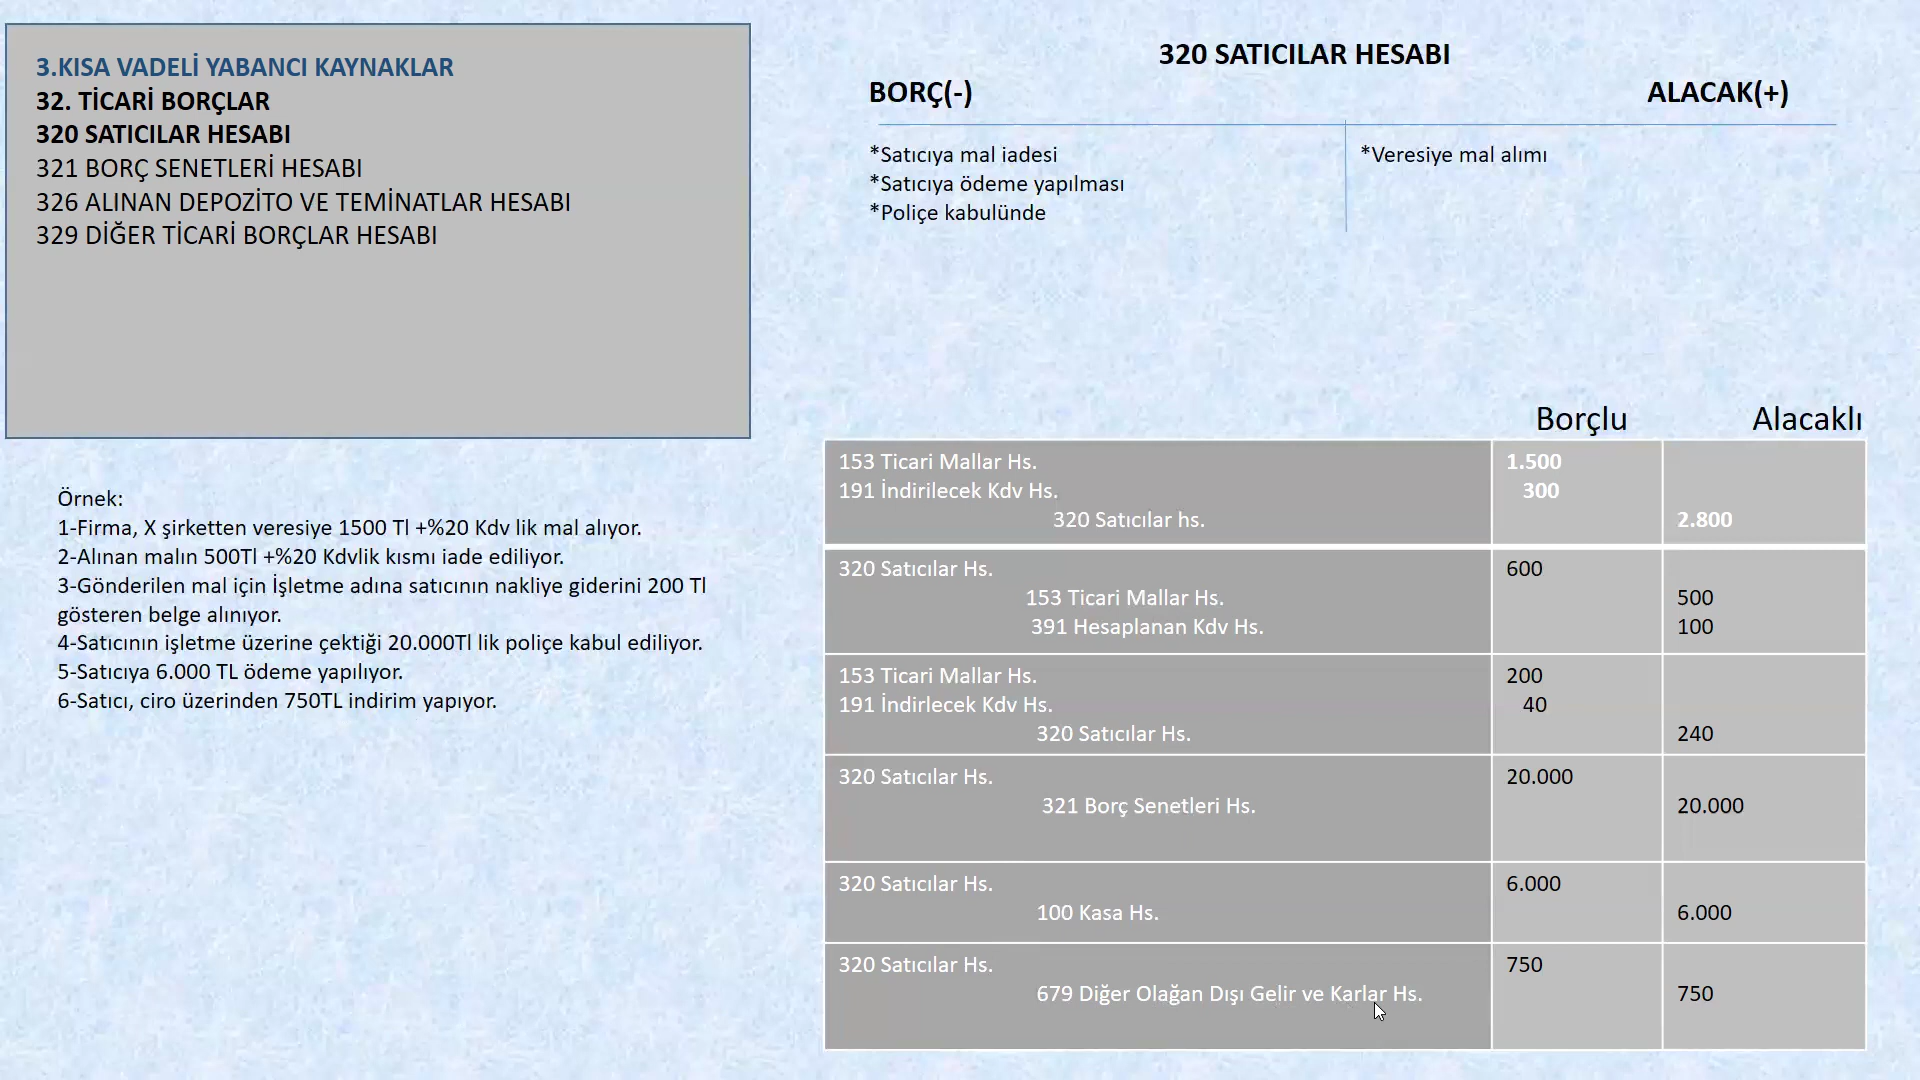 3.KISA VADELİ YABANCI KAYNAKLAR
32. TİCARİ BORÇLAR
320 SATICILAR HESABI
321 BORÇ SENETLERİ HESABI
326 ALINAN DEPOZİTO VE TEMİNATLAR HESABI
329 DİĞER TİCARİ BORÇLAR HESABI
320 SATICILAR HESABI
BORÇ(-) ALACAK(+)
*Satıcıya mal iadesi *Veresiye mal alımı
*Satıcıya ödeme yapılması
*Poliçe kabulünde
Örnek:
1-Firma, X şirketten veresiye 1500 Tl +%20 Kdv lik mal alıyor.
2-Alınan malın 500Tl +%20 Kdvlik kısmı iade ediliyor.
3-Gönderilen mal için İşletme adına satıcının nakliye giderini 200 Tl
gösteren belge alınıyor.
4-Satıcının işletme üzerine çektiği 20.000Tl lik poliçe kabul ediliyor.
5-Satıcıya 6.000 TL ödeme yapılıyor.
6-Satıcı, ciro üzerinden 750TL indirim yapıyor.
Borçlu Alacaklı
153 Ticari Mallar Hs. 1.500
191 İndirilecek Kdv Hs. 300
320 Satıcılar hs. 2.800
320 Satıcılar Hs. 600
153 Ticari Mallar Hs. 500
391 Hesaplanan Kdv Hs. 100
153 Ticari Mallar Hs. 200
191 İndirlecek Kdv Hs. 40
320 Satıcılar Hs. 240
320 Satıcılar Hs. 20.000
321 Borç Senetleri Hs. 20.000
320 Satıcılar Hs. 6.000
100 Kasa Hs. 6.000
320 Satıcılar Hs. 750
679 Diğer Olağan Dışı Gelir ve Karlar Hs. 750